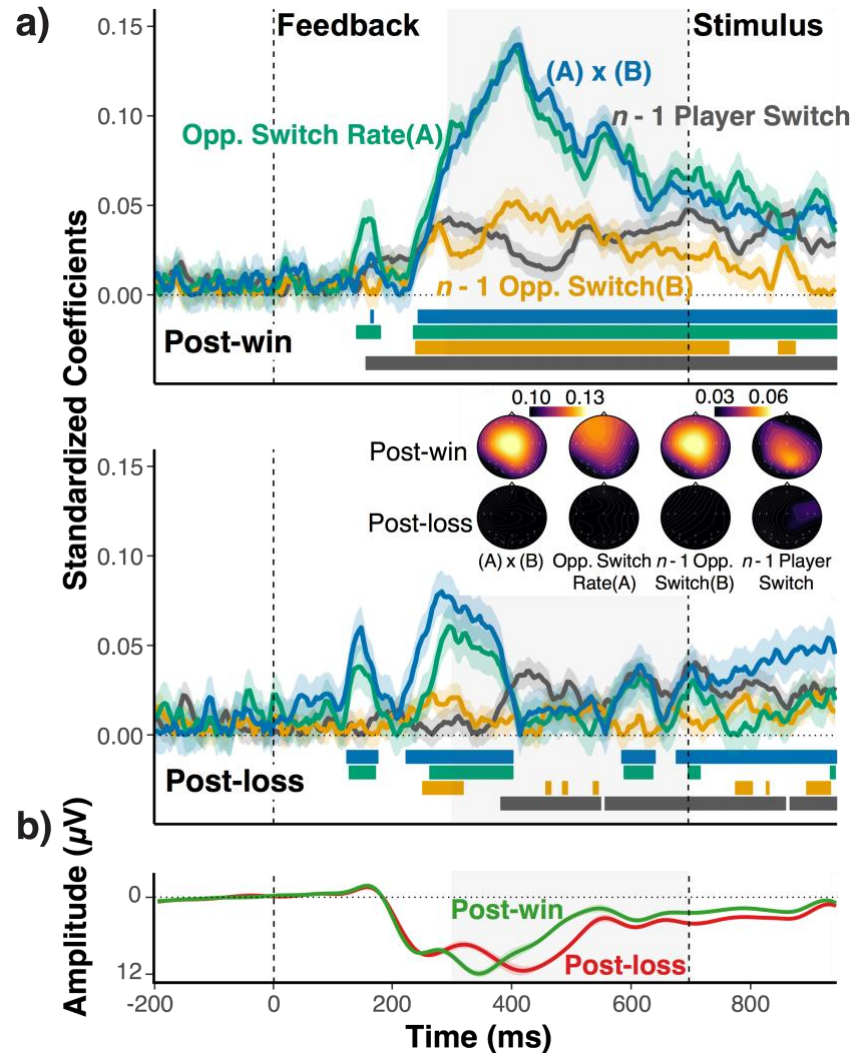 a)
0.15
0.10
0.05
0.00
Standardized Coefficients
Feedback
Stimulus
(A) x (B)
n - 1 Player Switch
Opp. Switch Rate(A)
n - 1 Opp. Switch(B)
Post-win
0.10 0.13
0.03 0.06
Post-win
Post-loss
(A) x (B)
Opp. Switch
Rate(A)
n - 1 Opp.
Switch(B)
n - 1 Player
Switch
0.15
0.10
0.05
0.00
Post-loss
b)
Amplitude (µV)
0
12
Post-win
Post-loss
-200 0 200 400 600 800
Time (ms)